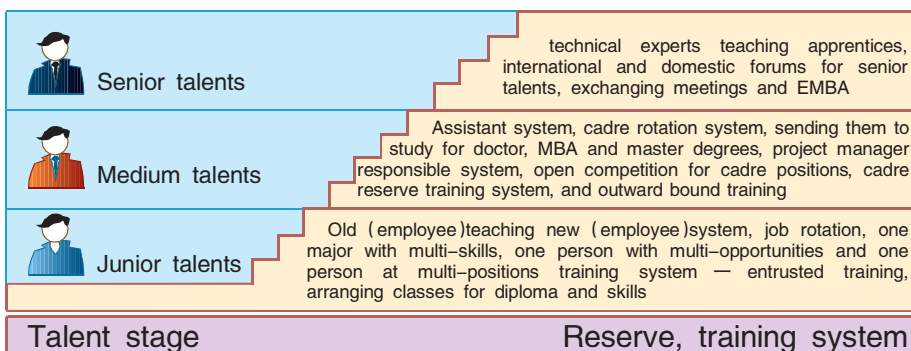 Senior talents
technical experts teaching apprentices,
international and domestic forums for senior
talents, exchanging meetings and EMBA
Medium talents
Assistant system, cadre rotation system, sending them to
study for doctor, MBA and master degrees, project manager
responsible system, open competition for cadre positions, cadre
reserve training system, and outward bound training
Junior talents
Old (employee)teaching new (employee)system, job rotation, one
major with multi-skills, one person with multi-opportunities and one
person at multi-positions training system — entrusted training,
arranging classes for diploma and skills
Talent stage
Reserve, training system